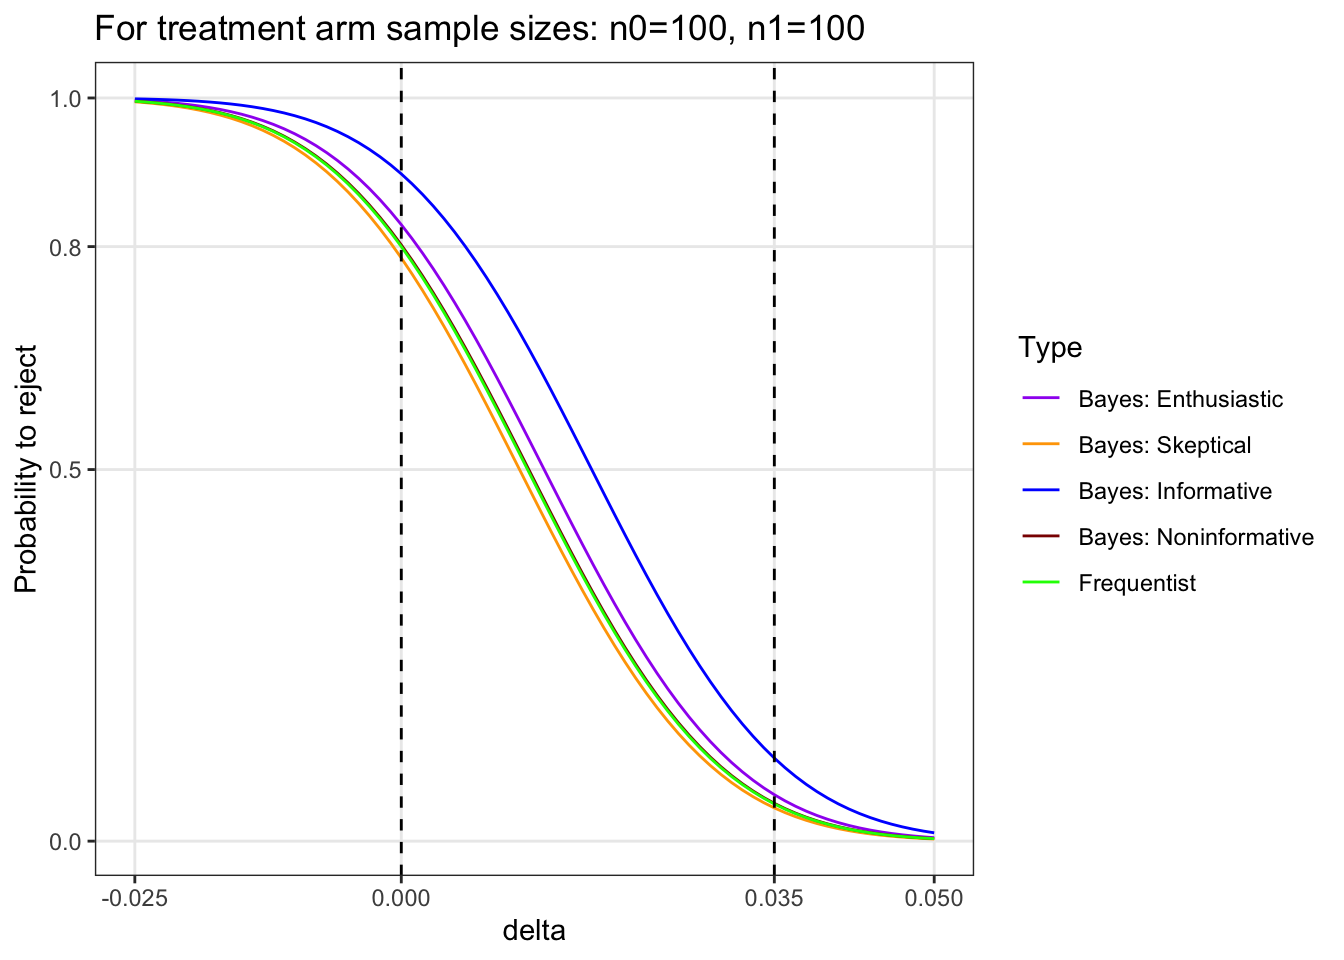 For treatment arm sample sizes: n0=100, n1=100
Probability to reject
1.0
0.8
0.5
0.0
-0.025
0.000
0.035
0.050
delta
Type
Bayes: Enthusiastic
Bayes: Skeptical
Bayes: Informative
Bayes: Noninformative
Frequentist